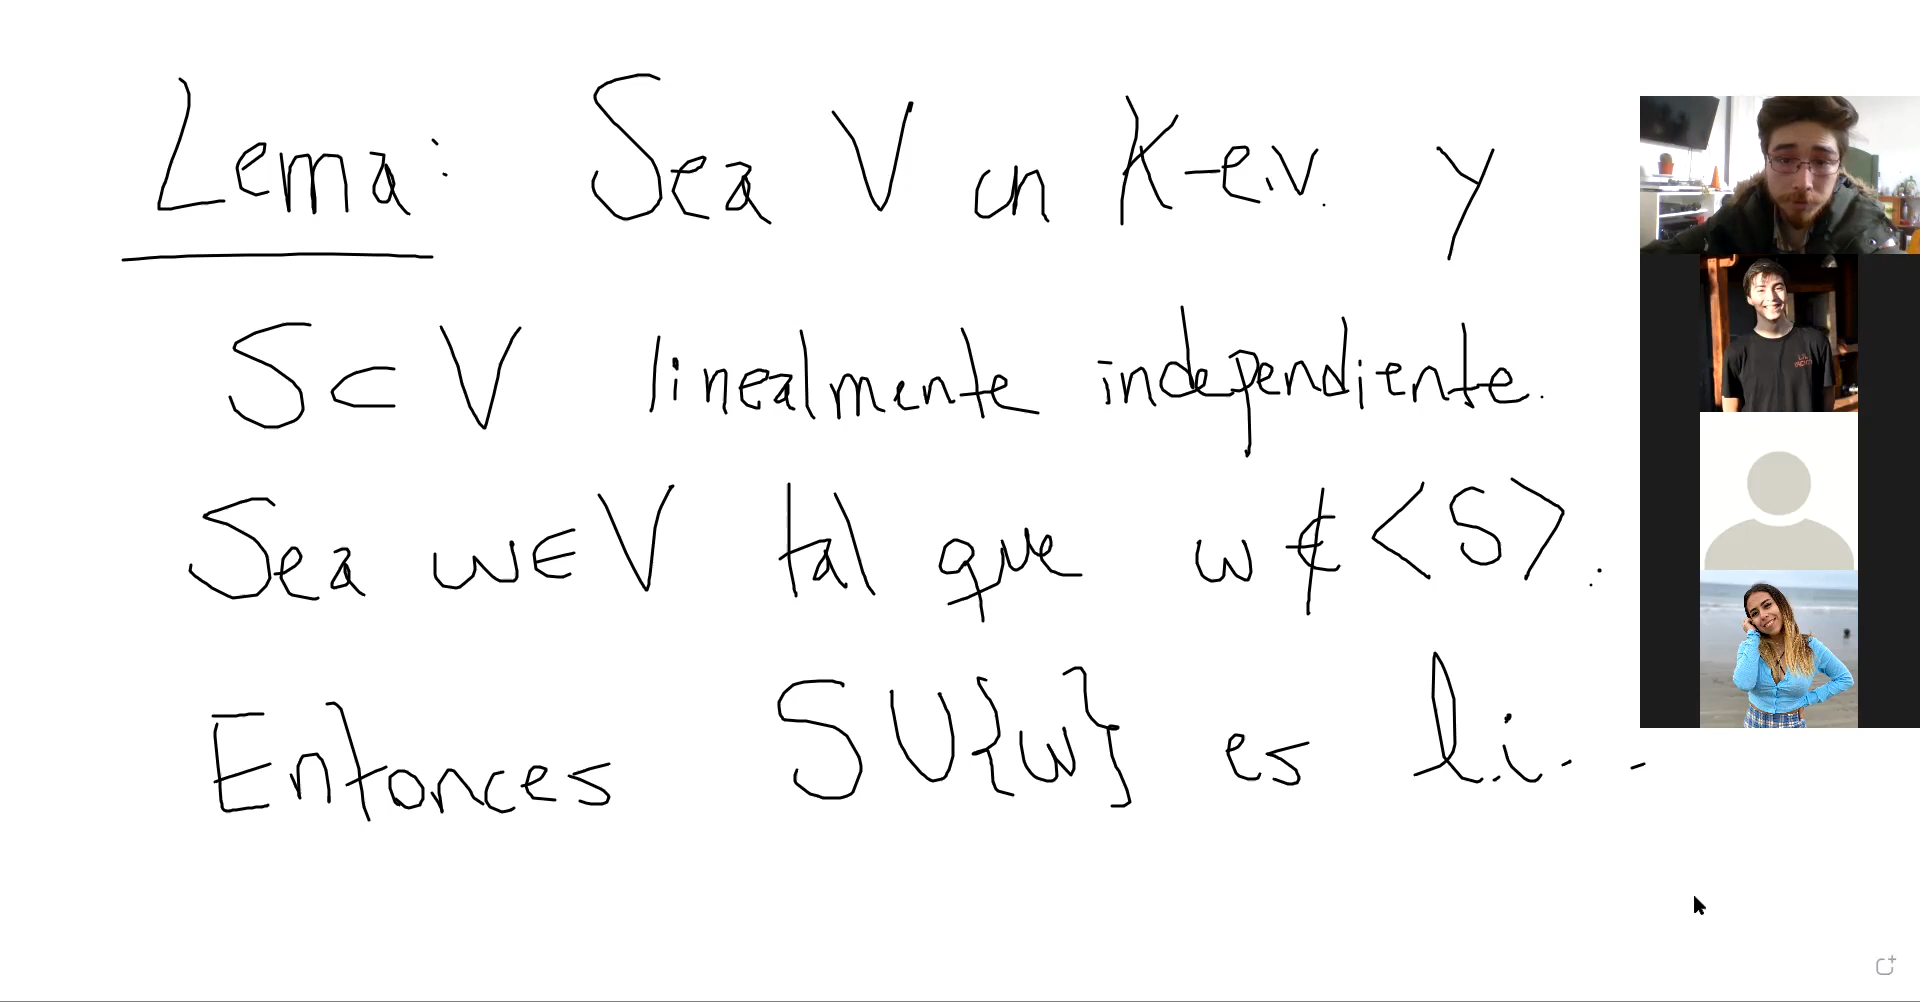 Lema: Sea V un K-e.v. y
S⊂V linealmente independiente.
Sea w∈V tal que w∉<S>.
Entonces S∪{w} es l.i..